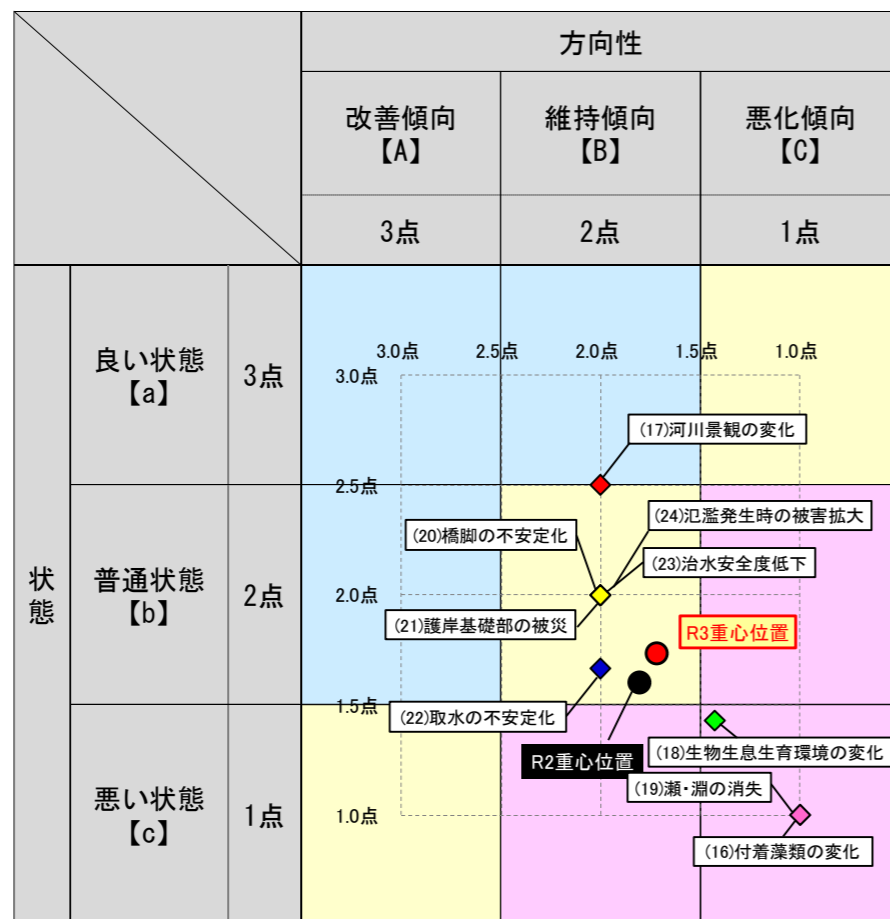 方向性
改善傾向
【A】
維持傾向
【B】
悪化傾向
【C】
3点
2点
1点
状態
良い状態
【a】
3点
普通状態
【b】
2点
悪い状態
【c】
1点
3.0点
2.5点
2.0点
1.5点
1.0点
3.0点
2.5点
2.0点
1.5点
1.0点
(17)河川景観の変化
(24)氾濫発生時の被害拡大
(20)橋脚の不安定化
(23)治水安全度低下
(21)護岸基礎部の被災
R3重心位置
(22)取水の不安定化
R2重心位置
(18)生物生息生育環境の変化
(19)瀬・淵の消失
(16)付着藻類の変化